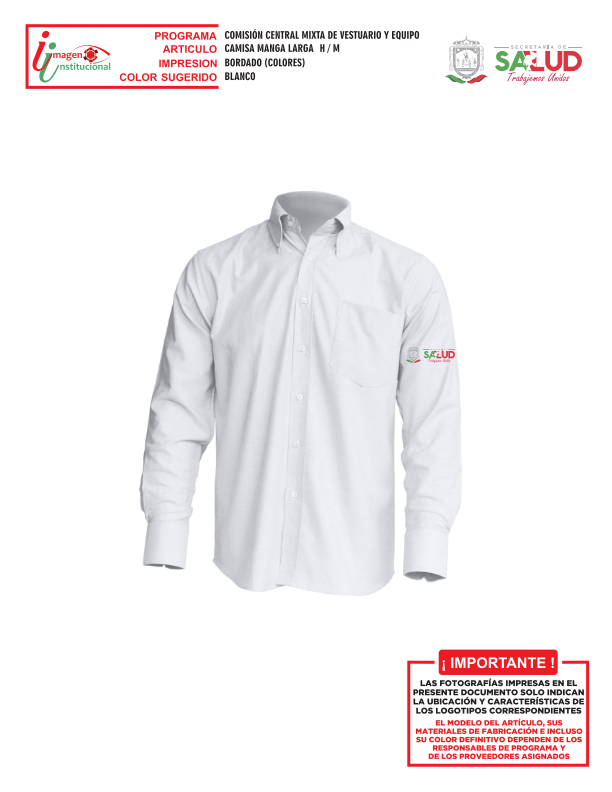 imagen
institucional
PROGRAMA COMISIÓN CENTRAL MIXTA DE VESTUARIO Y EQUIPO
ARTICULO CAMISA MANGA LARGA H / M
IMPRESION BORDADO (COLORES)
COLOR SUGERIDO BLANCO
SECRETARÍA DE
SALUD
Trabajemos Unidos
SALUD
Trabajemos Unidos
¡ IMPORTANTE !
LAS FOTOGRAFÍAS IMPRESAS EN EL
PRESENTE DOCUMENTO SOLO INDICAN
LA UBICACIÓN Y CARACTERÍSTICAS DE
LOS LOGOTIPOS CORRESPONDIENTES
EL MODELO DEL ARTÍCULO, SUS
MATERIALES DE FABRICACIÓN E INCLUSO
SU COLOR DEFINITIVO DEPENDEN DE LOS
RESPONSABLES DE PROGRAMA Y
DE LOS PROVEEDORES ASIGNADOS